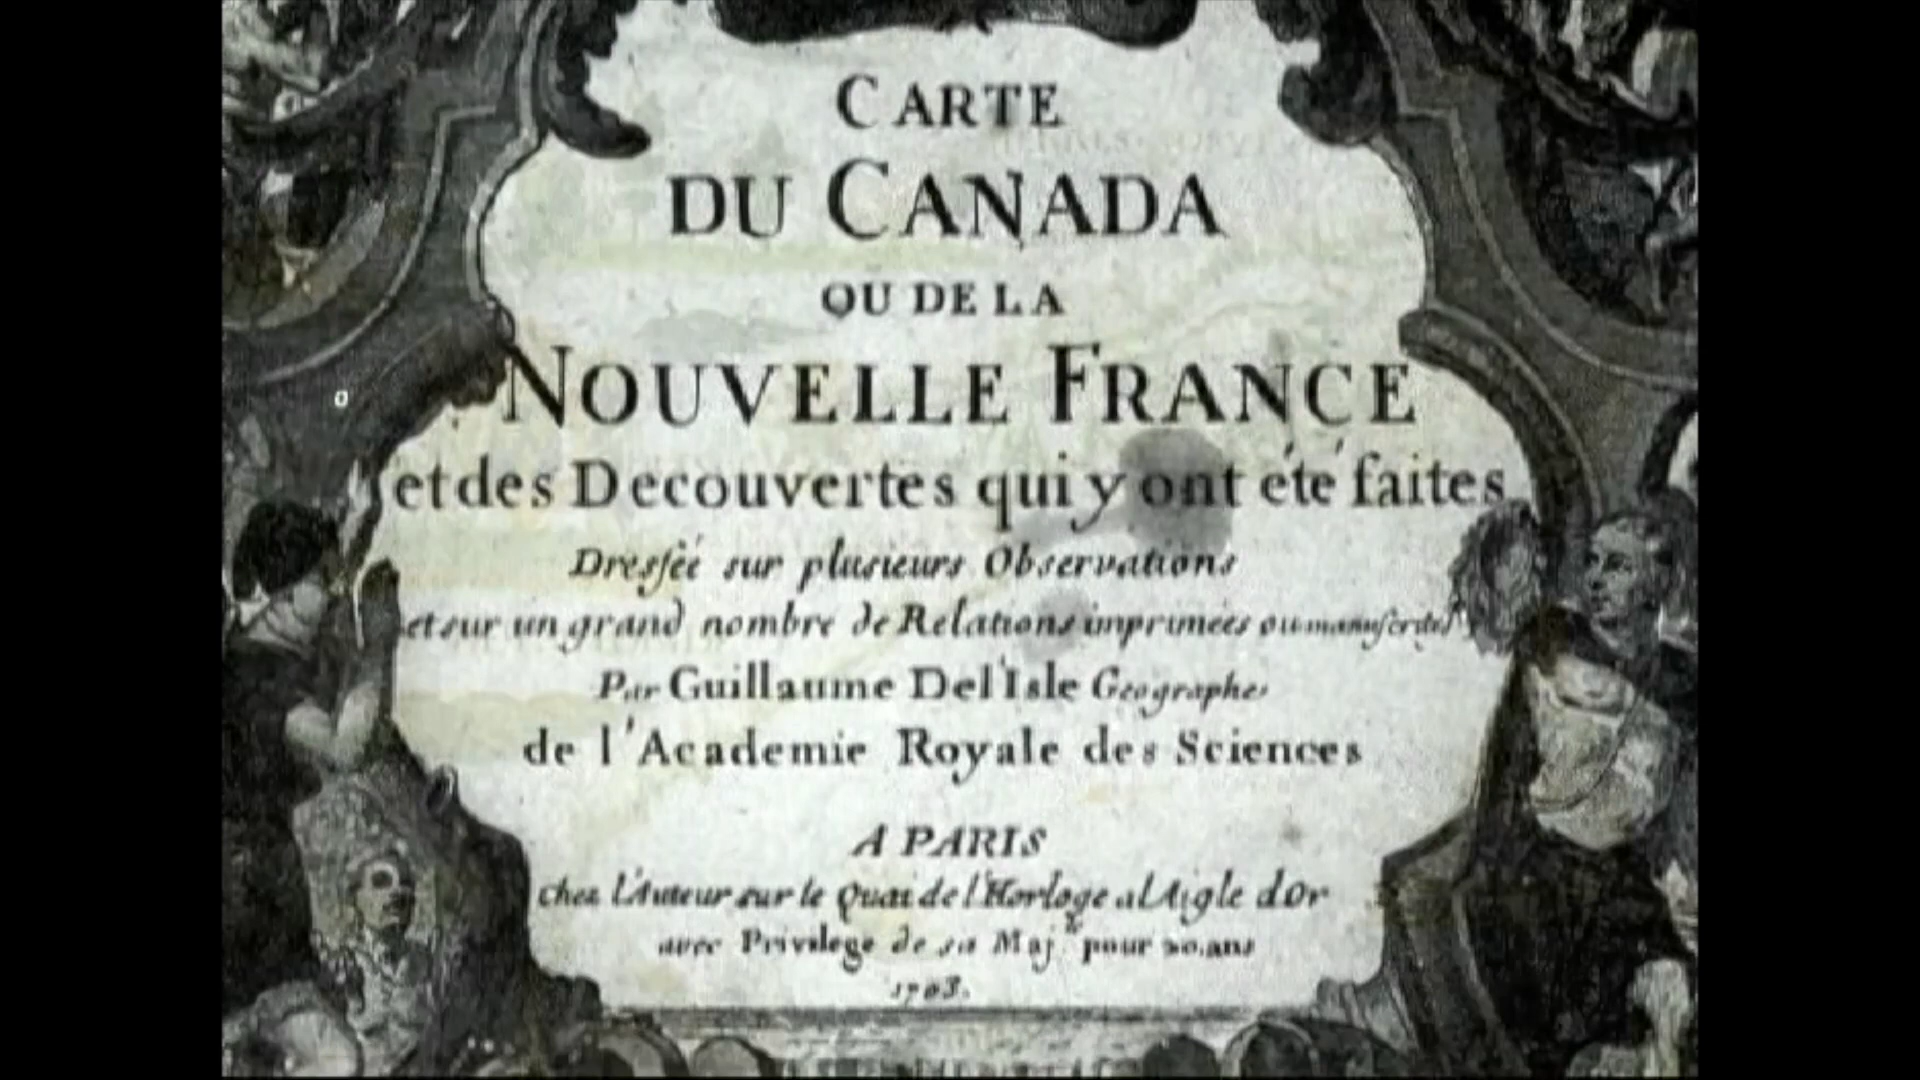 CARTE
DU CANADA
OU DE LA
NOUVELLE FRANCE
et des Decouvertes qui y ont été faites
Dressée sur plusieurs Observations
et sur un grand nombre de Relations imprimées ou manuscrites
Par Guillaume Del'Isle Geographe
de l'Academie Royale des Sciences
A PARIS
chez l'Auteur sur le Quai de l'Horloge a l'Aigle d'Or
avec Privilege de sa Maj.te pour 20. ans
1703.